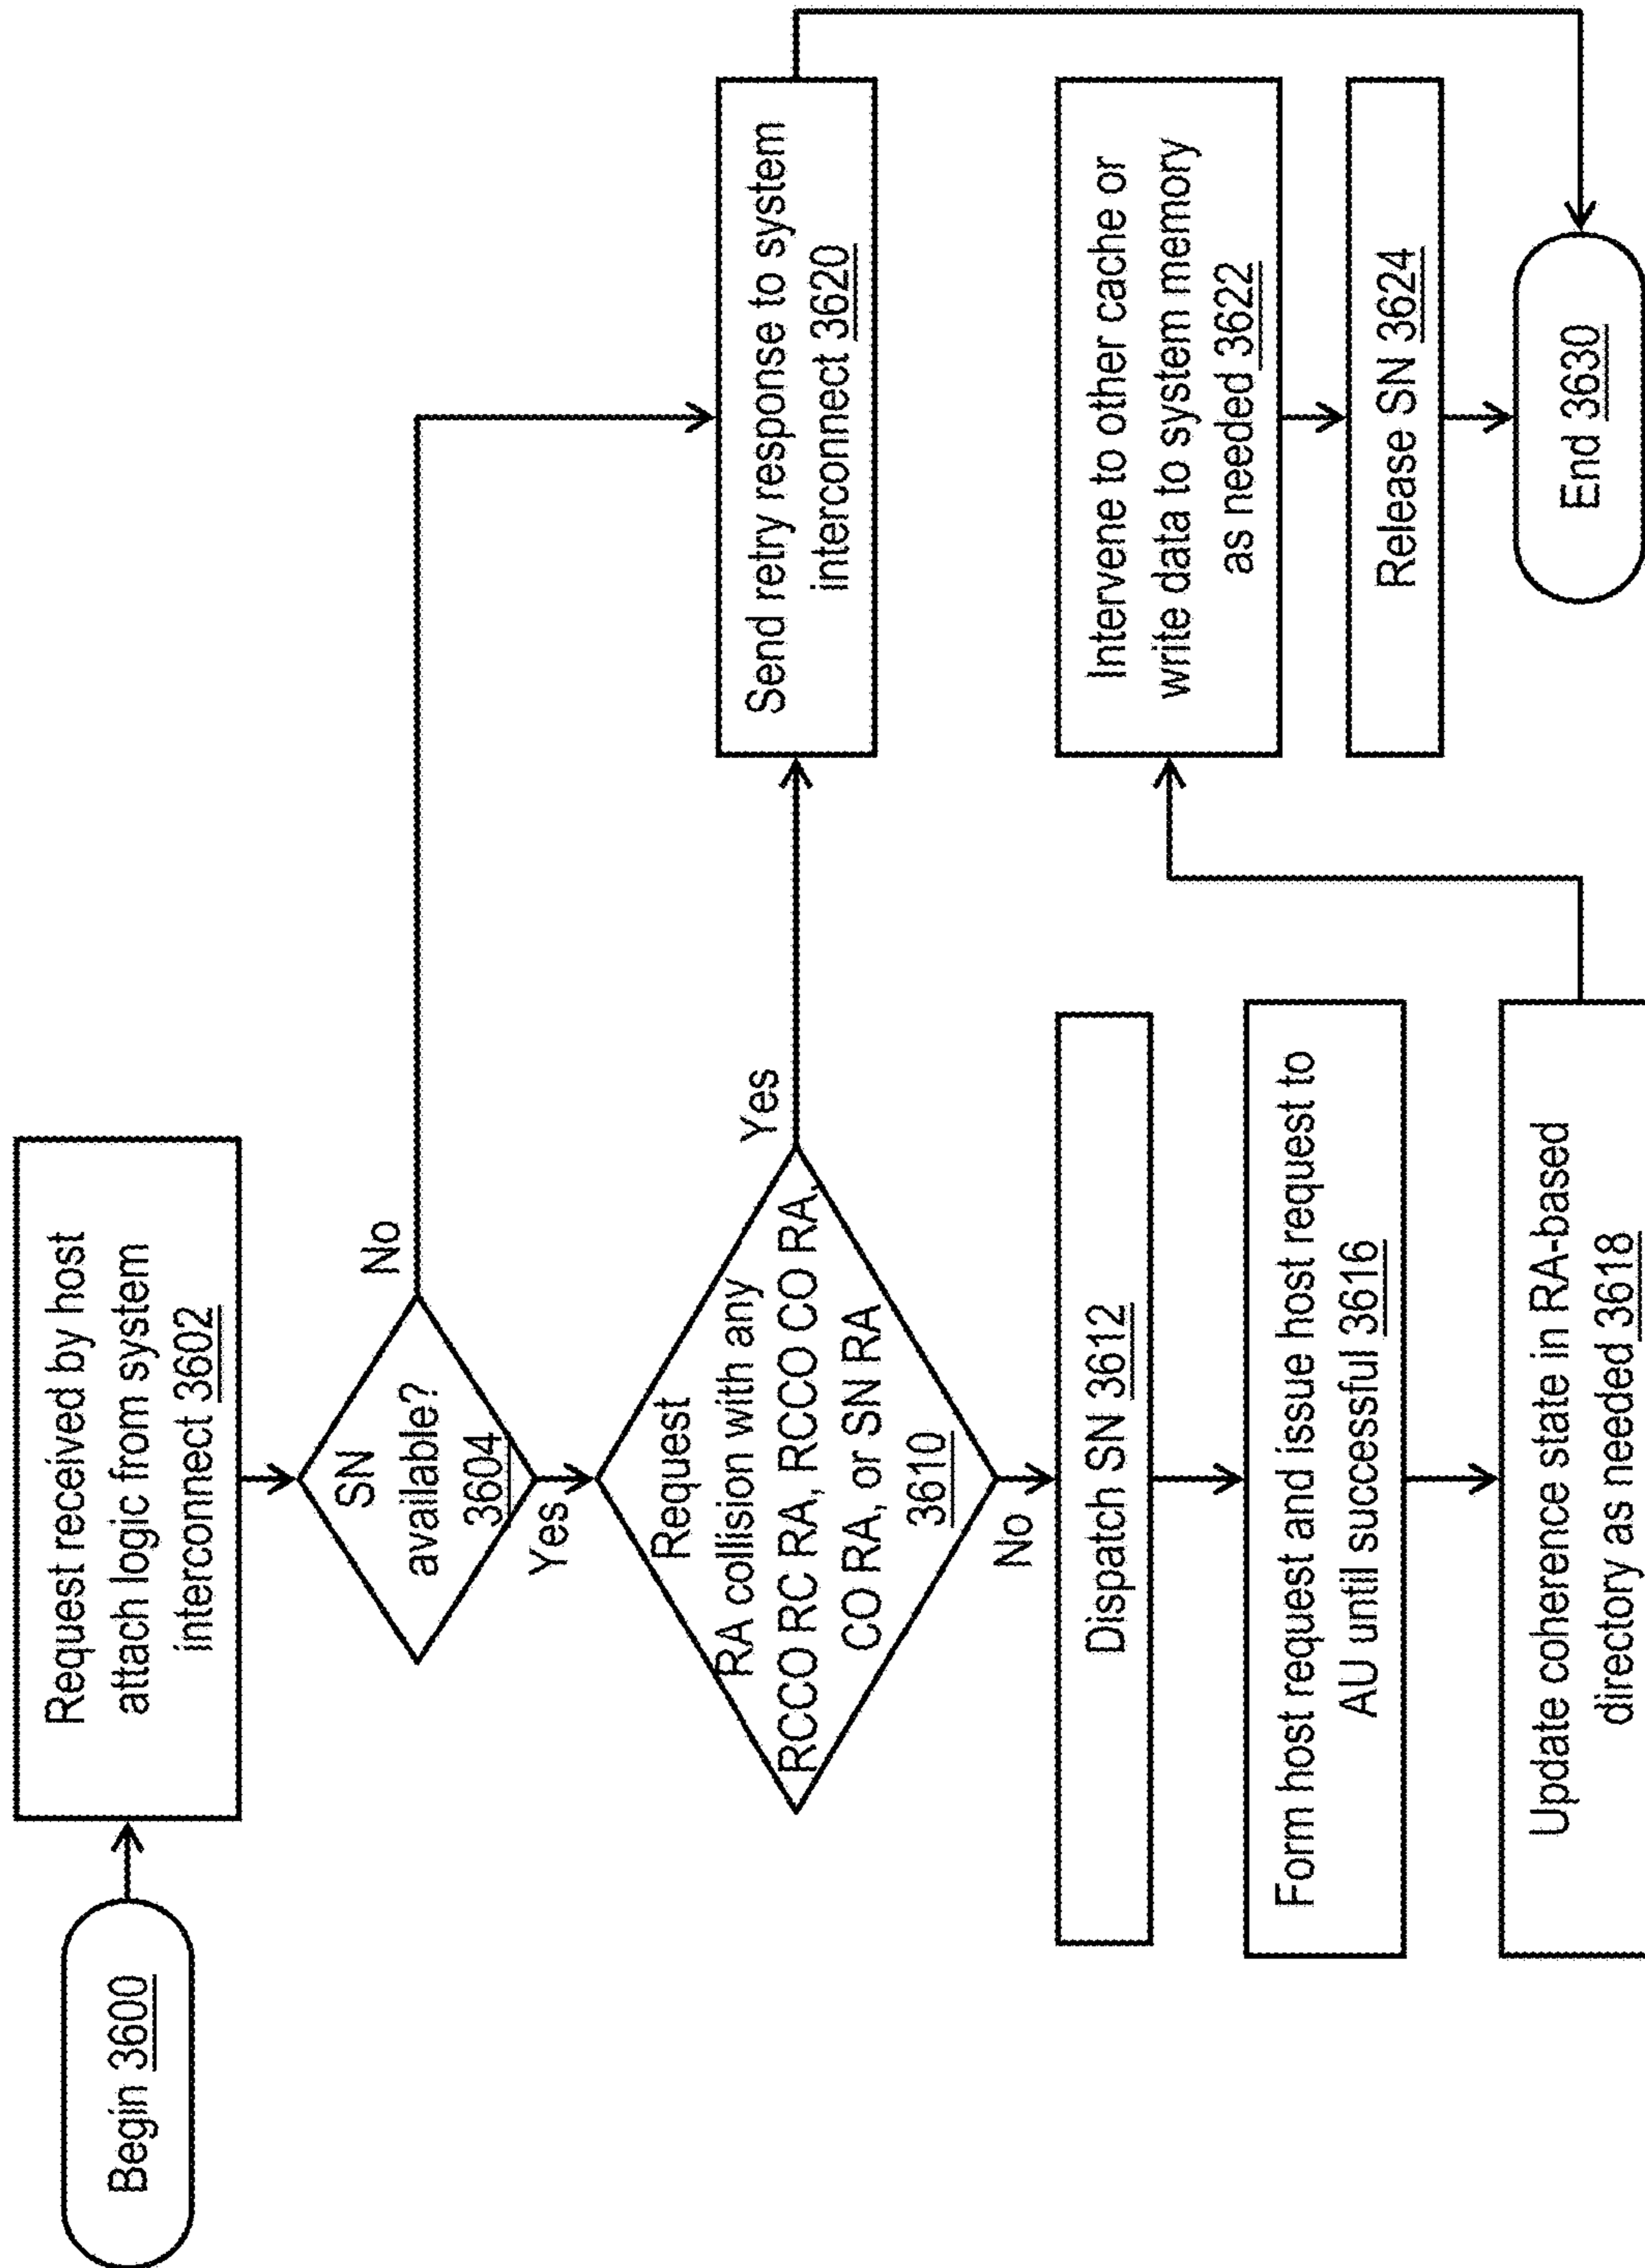 Begin 3600
Request received by host
attach logic from system
interconnect 3602
SN
available?
3604
No
Yes
Request
RA collision with any
RCCO RC RA, RCCO CO RA,
CO RA, or SN RA
3610
Yes
No
Dispatch SN 3612
Form host request and issue host request to
AU until successful 3616
Update coherence state in RA-based
directory as needed 3618
Send retry response to system
interconnect 3620
Intervene to other cache or
write data to system memory
as needed 3622
Release SN 3624
End 3630